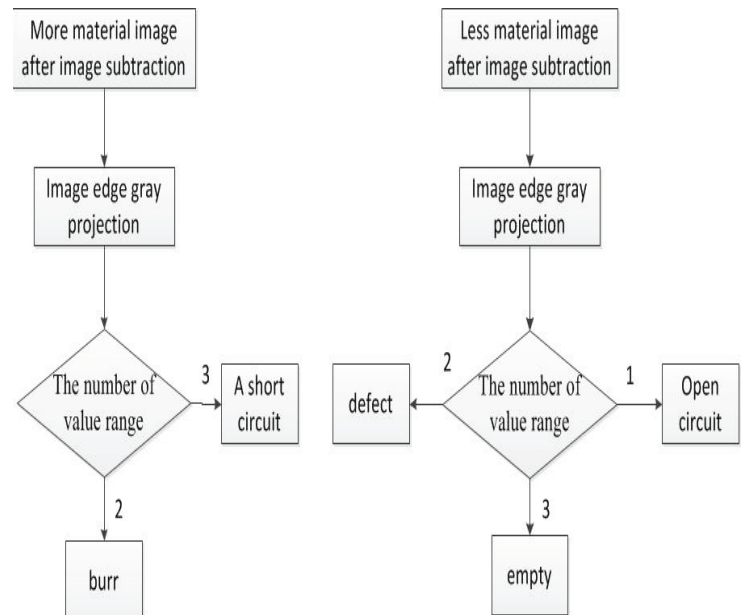 More material image
after image subtraction
Image edge gray
projection
The number of
value range
3
A short
circuit
2
burr
Less material image
after image subtraction
Image edge gray
projection
The number of
value range
2
defect
1
Open
circuit
3
empty